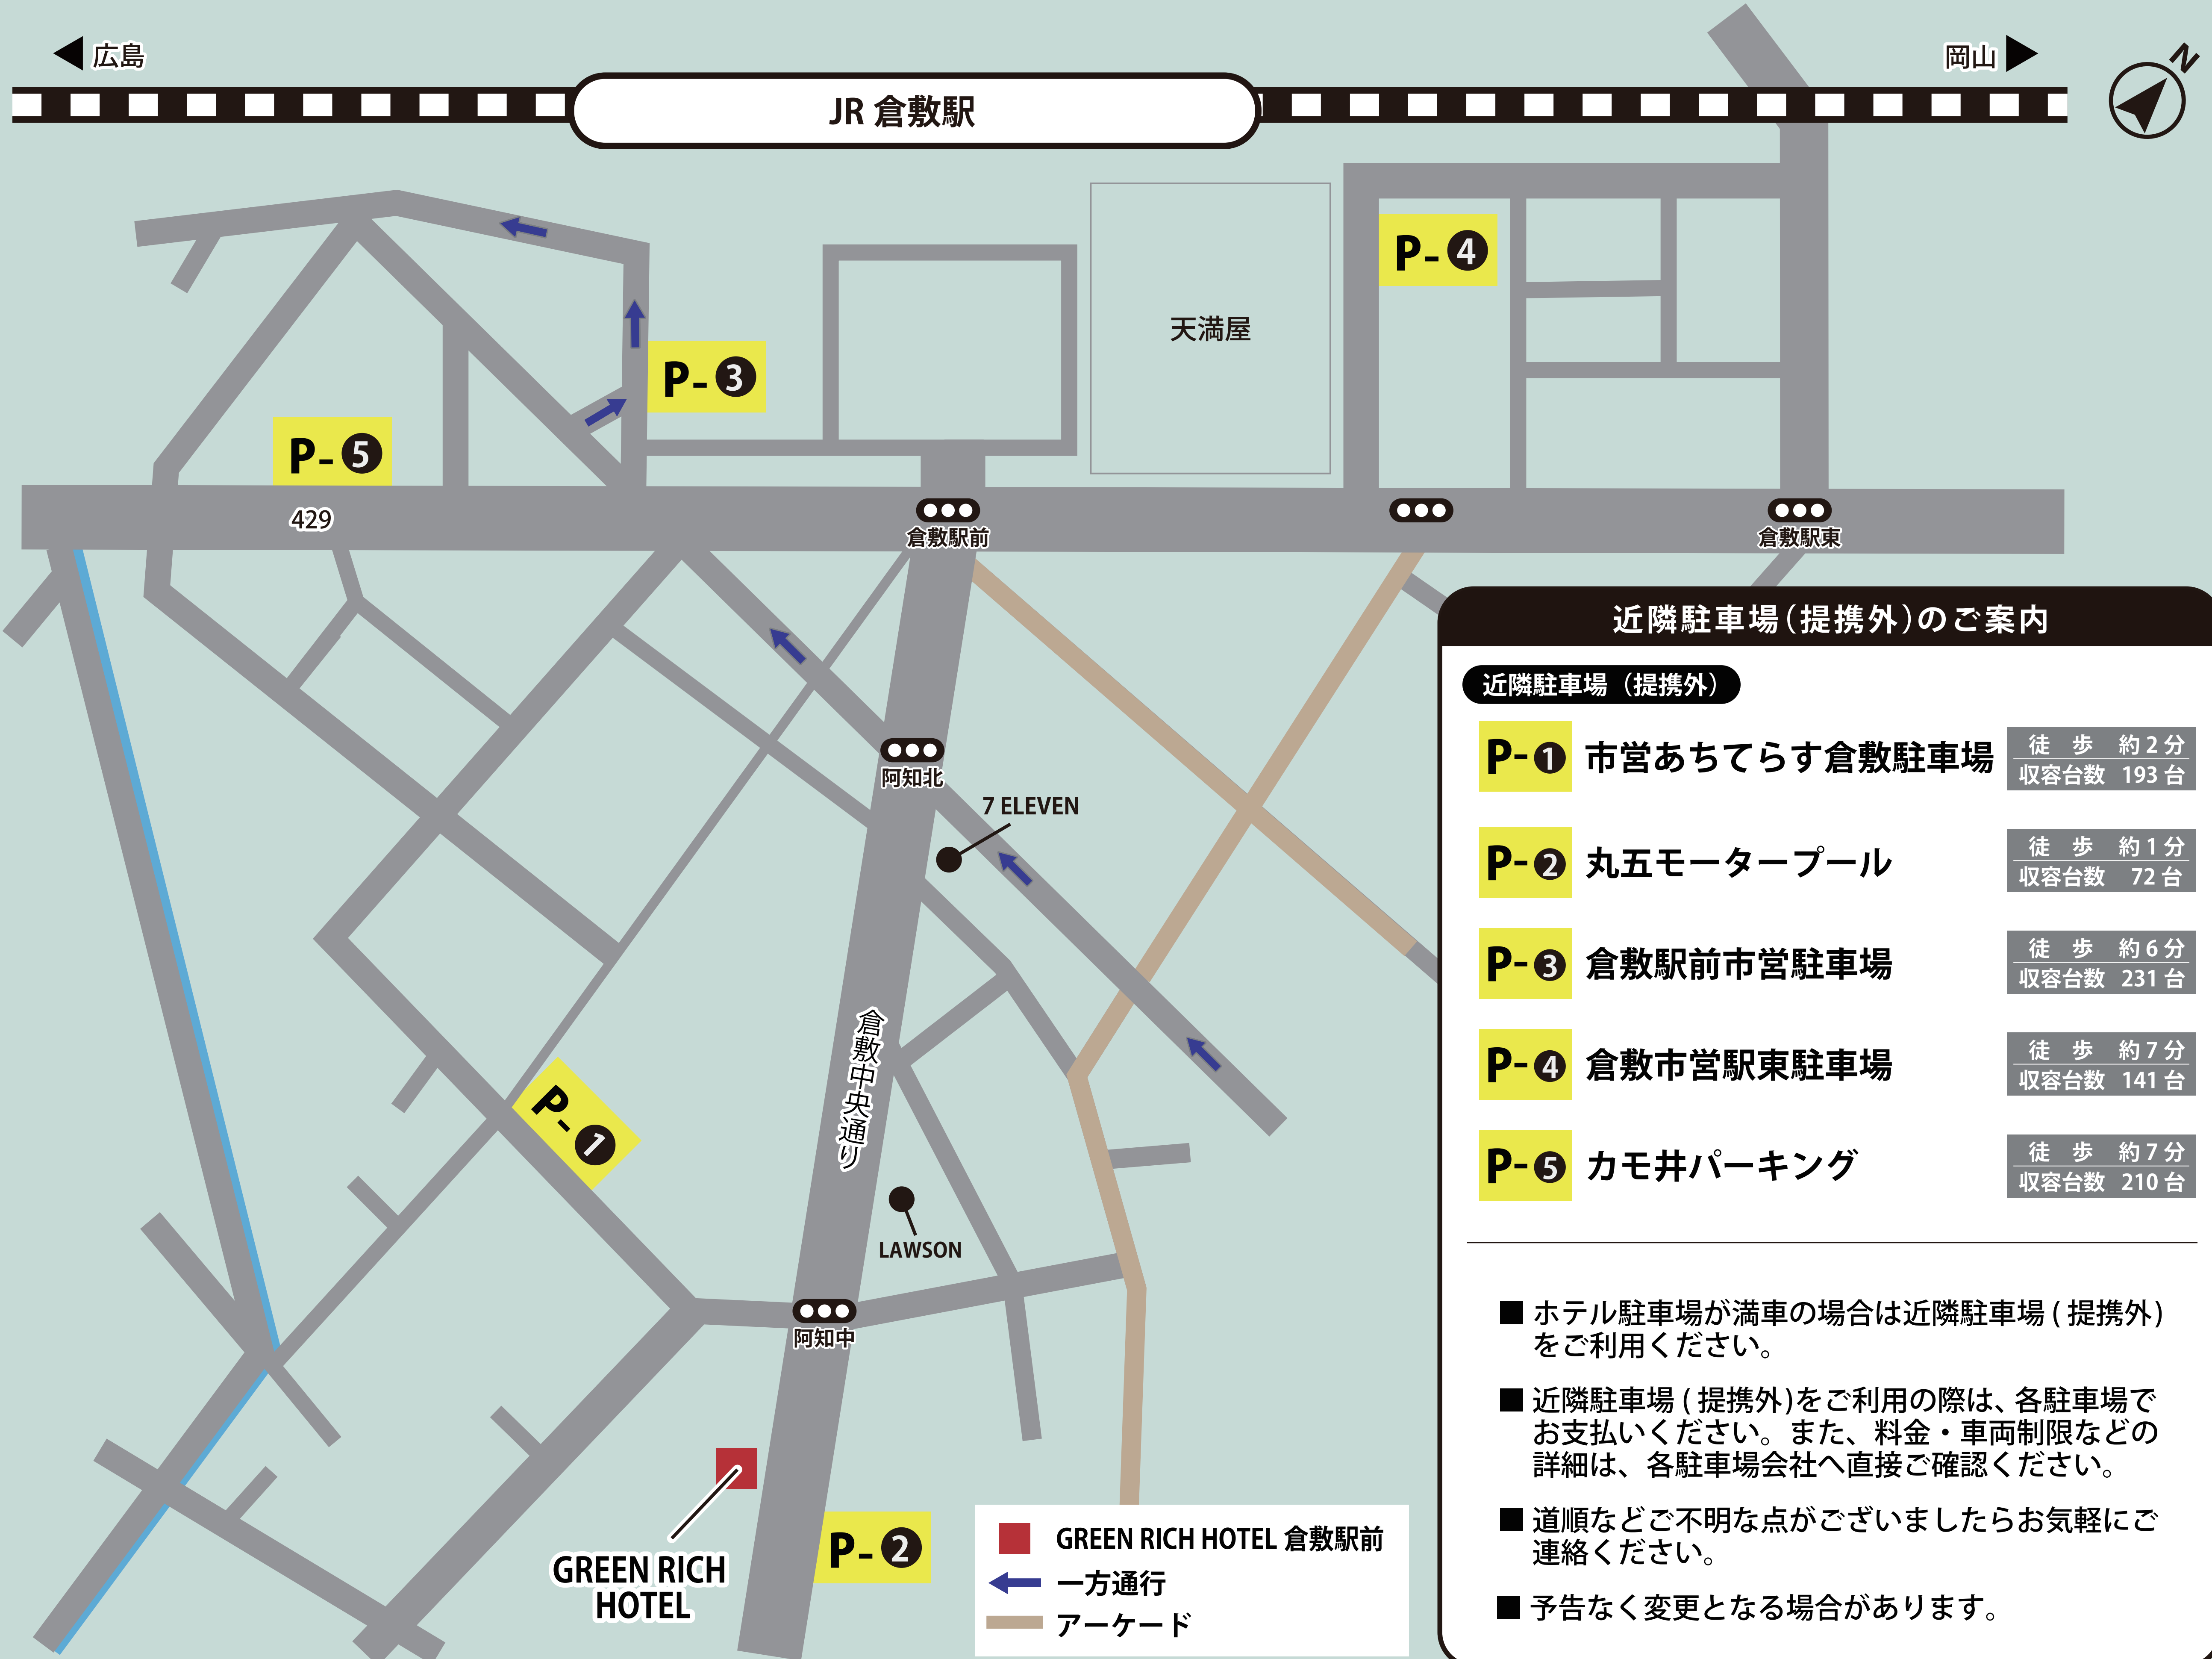 広島
岡山
N
JR 倉敷駅
P-4
天満屋
P-3
P-5
429
倉敷駅前
倉敷駅東
阿知北
7 ELEVEN
倉敷中央通り
P-1
LAWSON
阿知中
P-2
GREEN RICH
HOTEL
GREEN RICH HOTEL 倉敷駅前
一方通行
アーケード
近隣駐車場(提携外)のご案内
近隣駐車場（提携外）
P-1 市営あちてらす倉敷駐車場
徒 歩 約2分
収容台数 193台
P-2 丸五モータープール
徒 歩 約1分
収容台数 72台
P-3 倉敷駅前市営駐車場
徒 歩 約6分
収容台数 231台
P-4 倉敷市営駅東駐車場
徒 歩 約7分
収容台数 141台
P-5 カモ井パーキング
徒 歩 約7分
収容台数 210台
■ ホテル駐車場が満車の場合は近隣駐車場(提携外)
をご利用ください。
■ 近隣駐車場(提携外)をご利用の際は、各駐車場で
お支払いください。また、料金・車両制限などの
詳細は、各駐車場会社へ直接ご確認ください。
■ 道順などご不明な点がございましたらお気軽にご
連絡ください。
■ 予告なく変更となる場合があります。